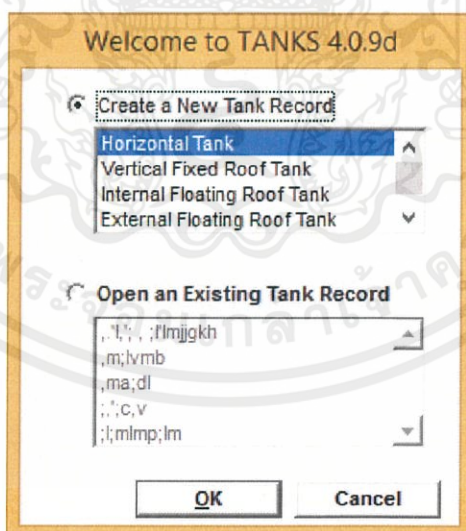 Welcome to TANKS 4.0.9d
Create a New Tank Record
Horizontal Tank
Vertical Fixed Roof Tank
Internal Floating Roof Tank
External Floating Roof Tank
Open an Existing Tank Record
,m;lvmb
,ma;dl
;,';c,v
;l;mlmp;lm
OK
Cancel